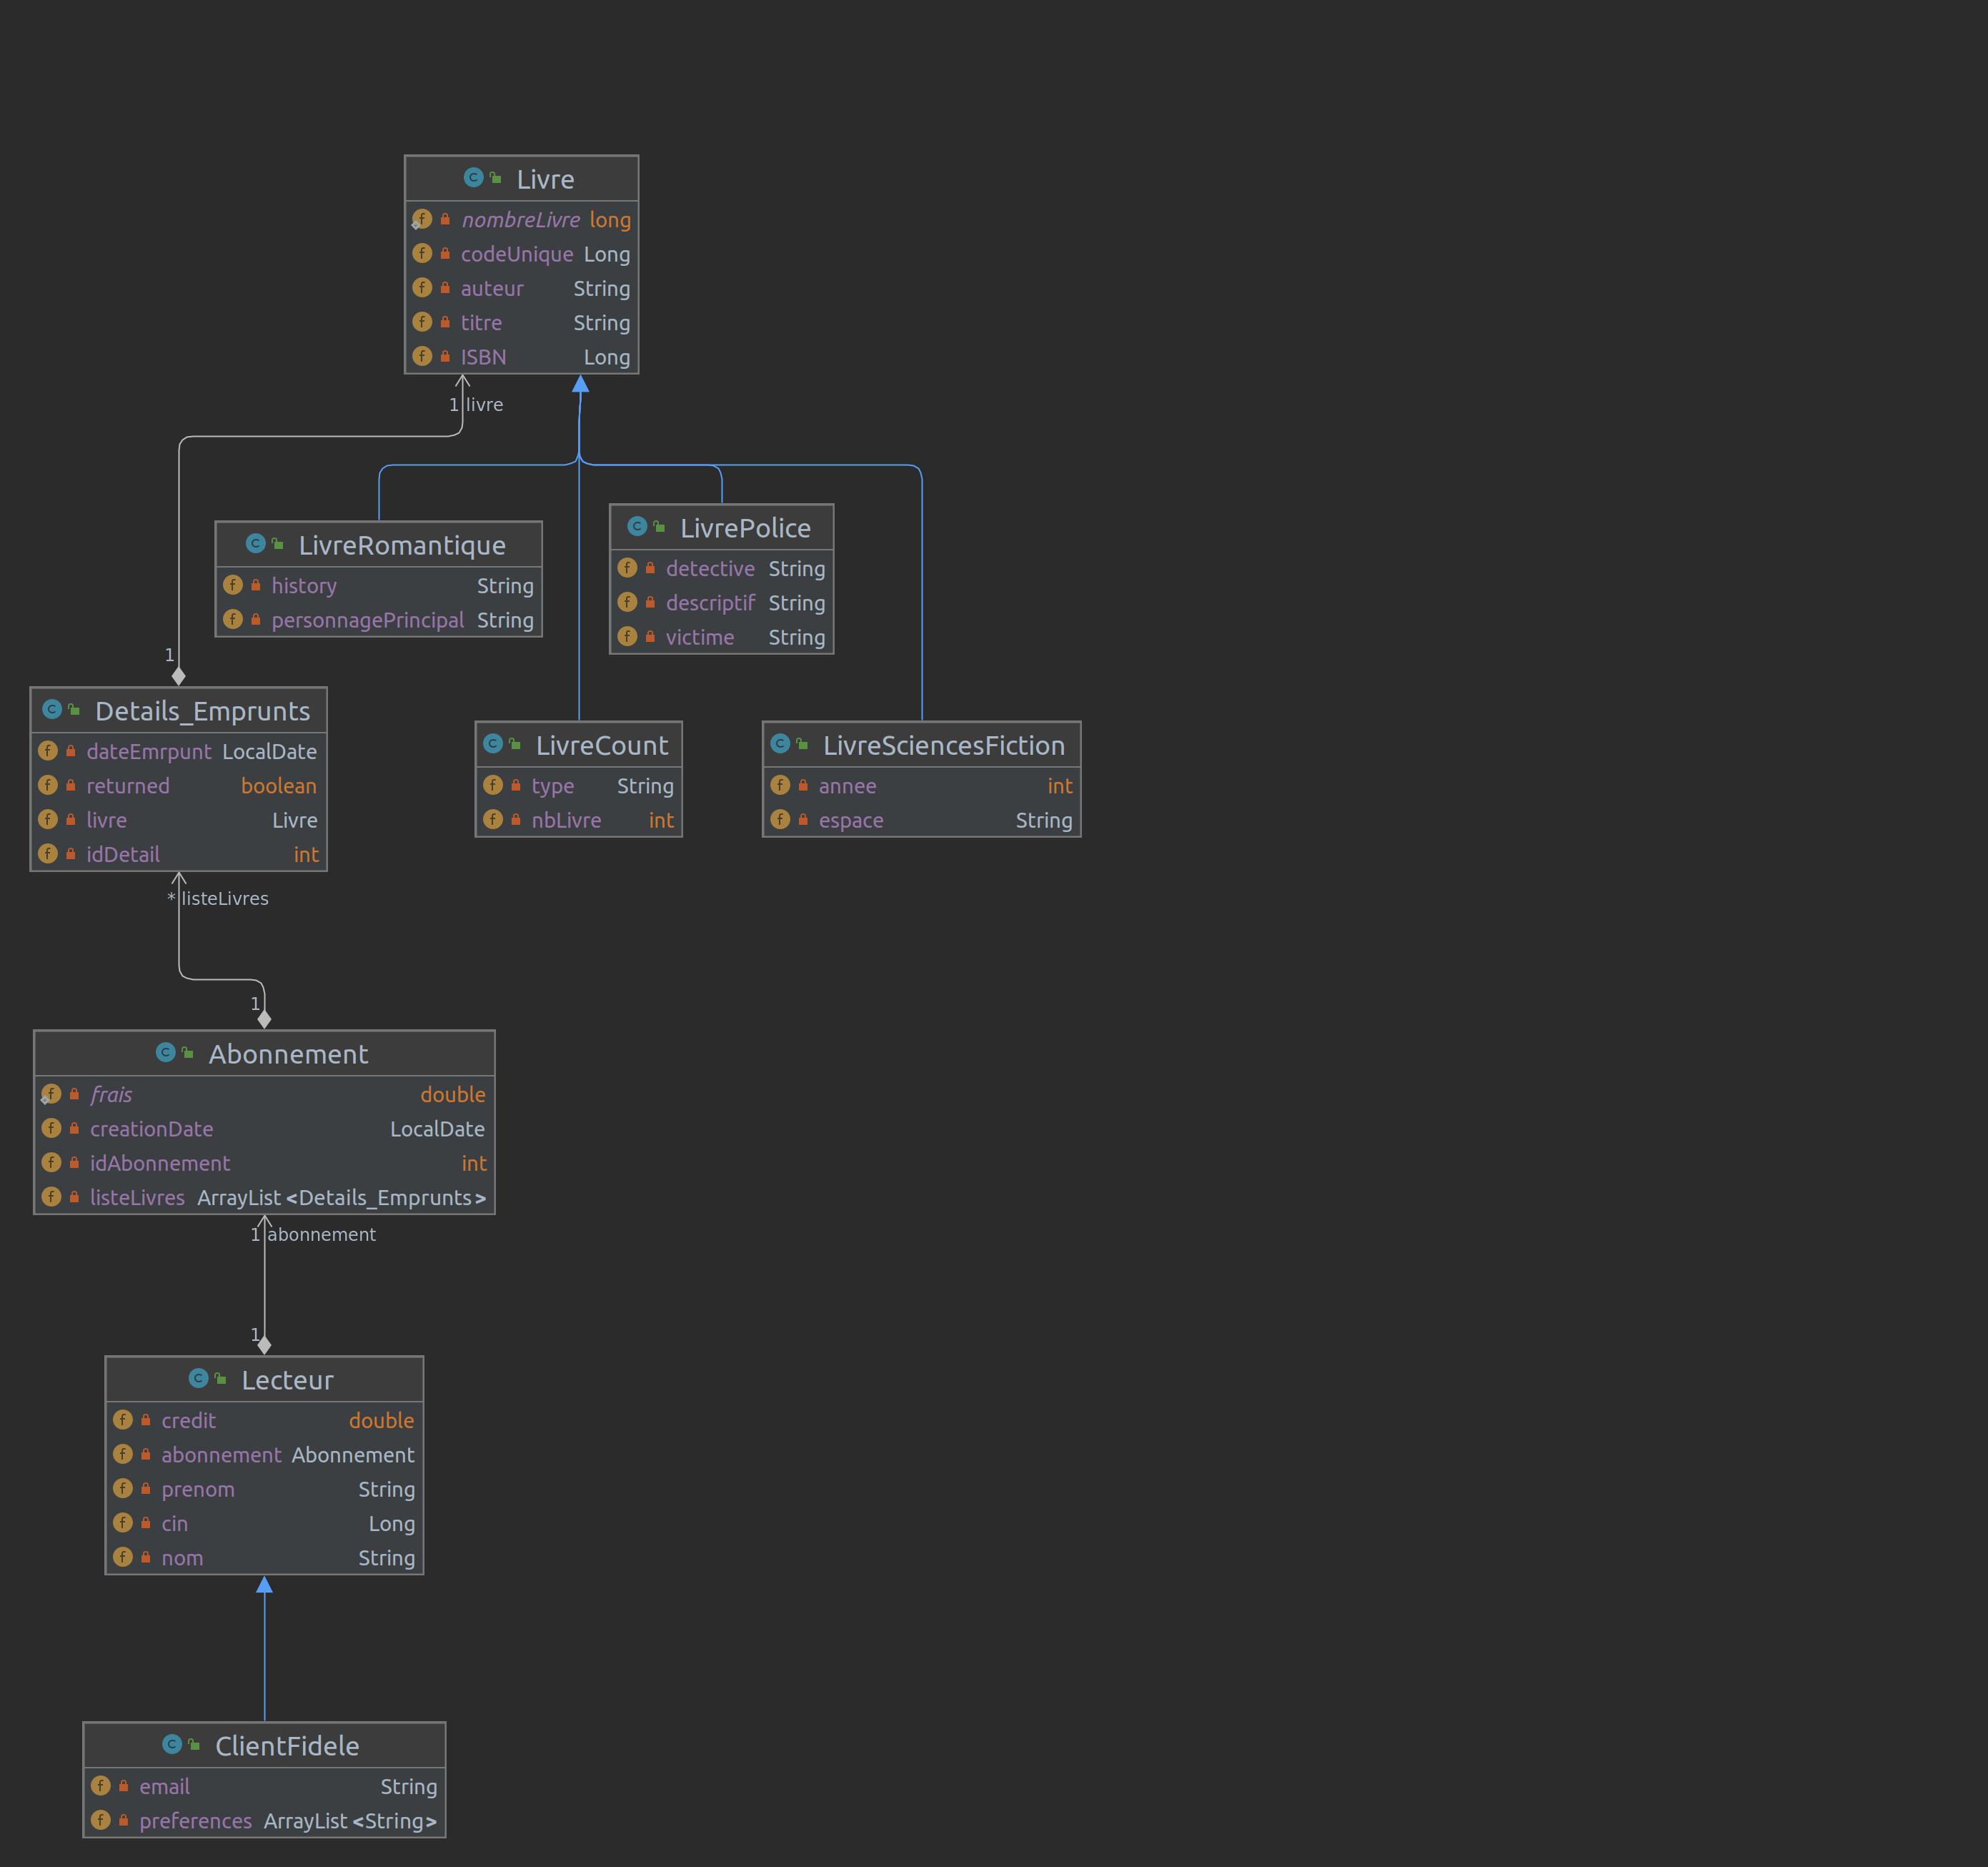 Livre
nombreLivre long
codeUnique Long
auteur String
titre String
ISBN Long
1 livre
LivreRomantique
history String
personnagePrincipal String
LivrePolice
detective String
descriptif String
victime String
1
Details_Emprunts
dateEmrpunt LocalDate
returned boolean
livre Livre
idDetail int
LivreCount
type String
nbLivre int
LivreSciencesFiction
annee int
espace String
* listeLivres
1
Abonnement
frais double
creationDate LocalDate
idAbonnement int
listeLivres ArrayList<Details_Emprunts>
1 abonnement
1
Lecteur
credit double
abonnement Abonnement
prenom String
cin Long
nom String
ClientFidele
email String
preferences ArrayList<String>